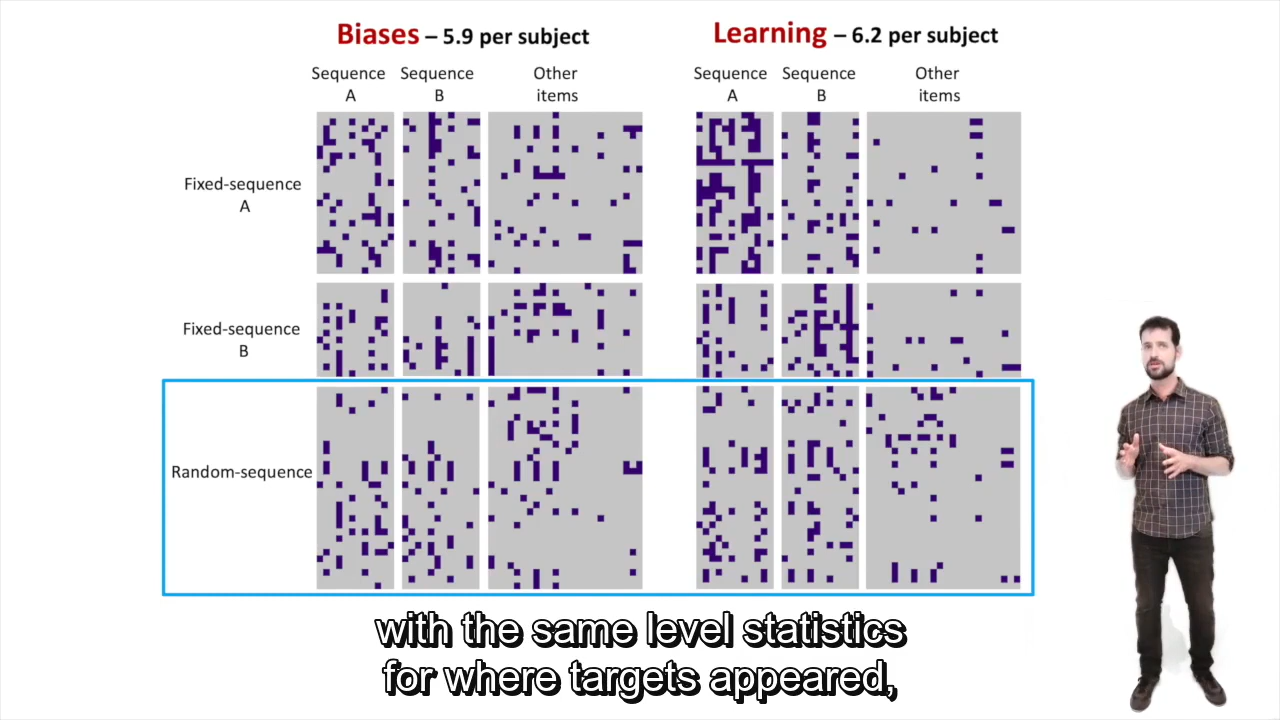 Biases – 5.9 per subject
Learning – 6.2 per subject
Sequence A
Sequence B
Other items
Sequence A
Sequence B
Other items
Fixed-sequence A
Fixed-sequence B
Random-sequence
with the same level statistics
for where targets appeared,